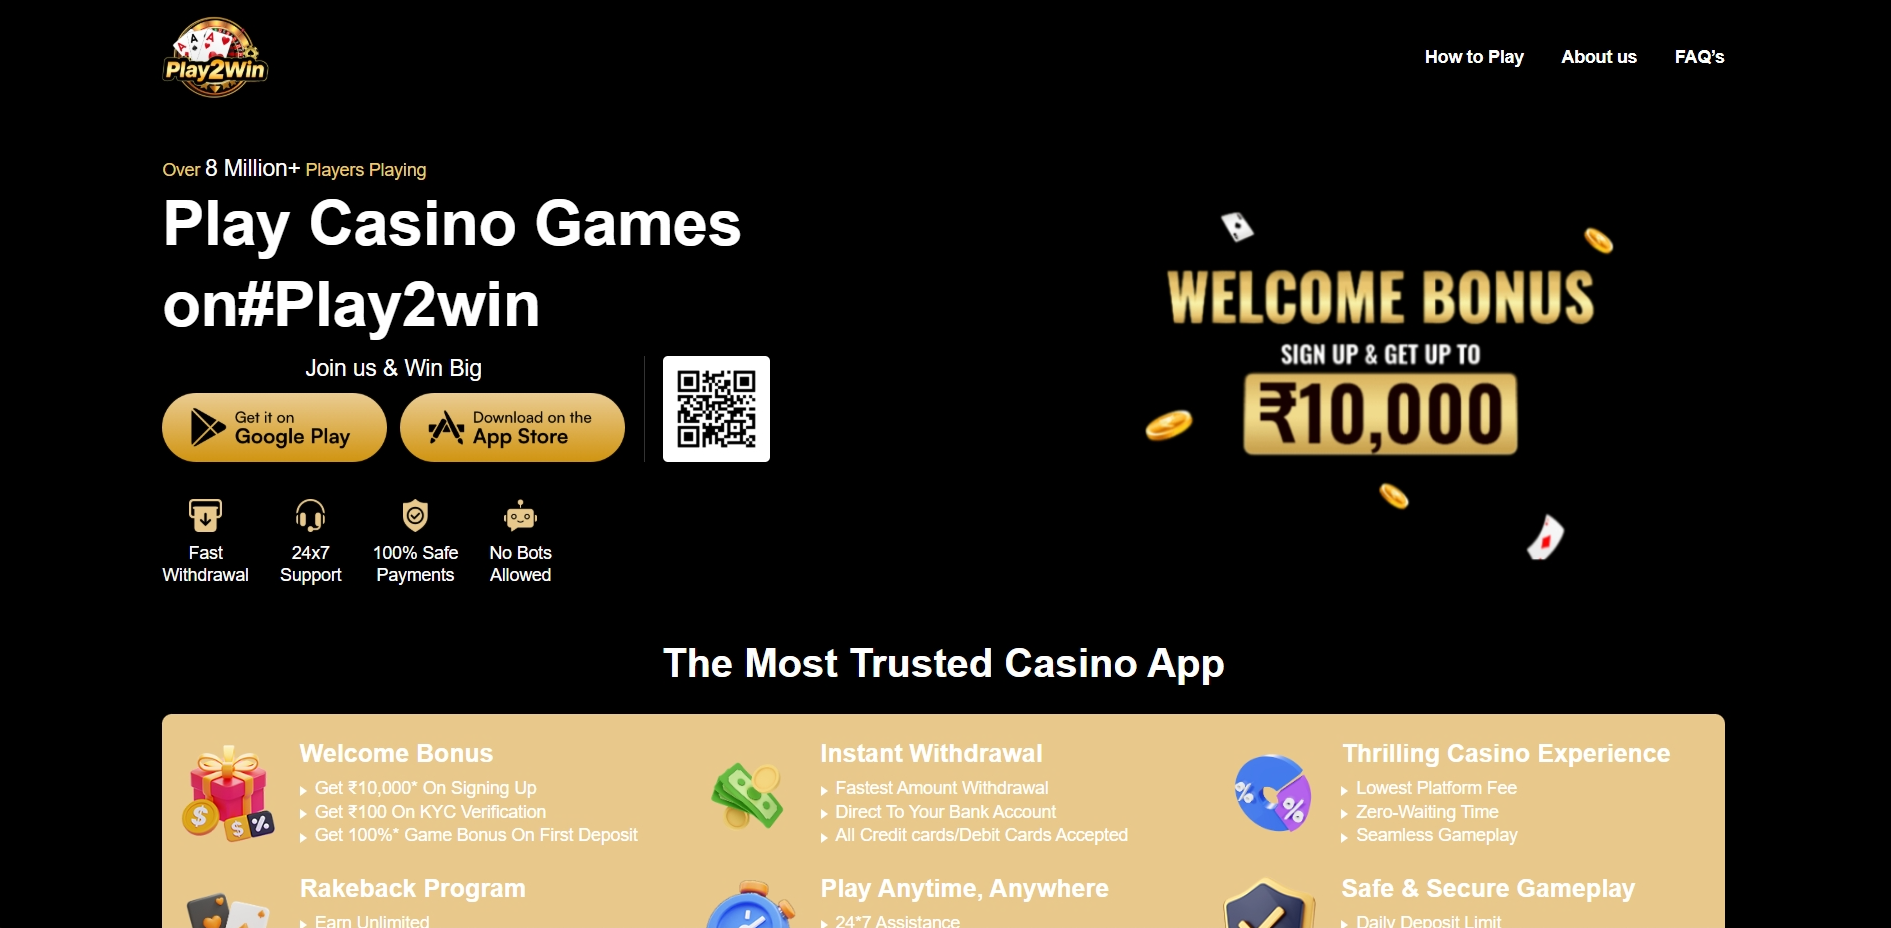 Play2Win
How to Play
About us
FAQ's
Over 8 Million+ Players Playing
Play Casino Games
on#Play2win
Join us & Win Big
Get it on
Google Play
Download on the
App Store
Fast
Withdrawal
24x7
Support
100% Safe
Payments
No Bots
Allowed
WELCOME BONUS
SIGN UP & GET UP TO
₹10,000
The Most Trusted Casino App
Welcome Bonus
Get ₹10,000* On Signing Up
Get ₹100 On KYC Verification
Get 100%* Game Bonus On First Deposit
Instant Withdrawal
Fastest Amount Withdrawal
Direct To Your Bank Account
All Credit cards/Debit Cards Accepted
Thrilling Casino Experience
Lowest Platform Fee
Zero-Waiting Time
Seamless Gameplay
Rakeback Program
Earn Unlimited
Play Anytime, Anywhere
24*7 Assistance
Safe & Secure Gameplay
Daily Deposit Limit